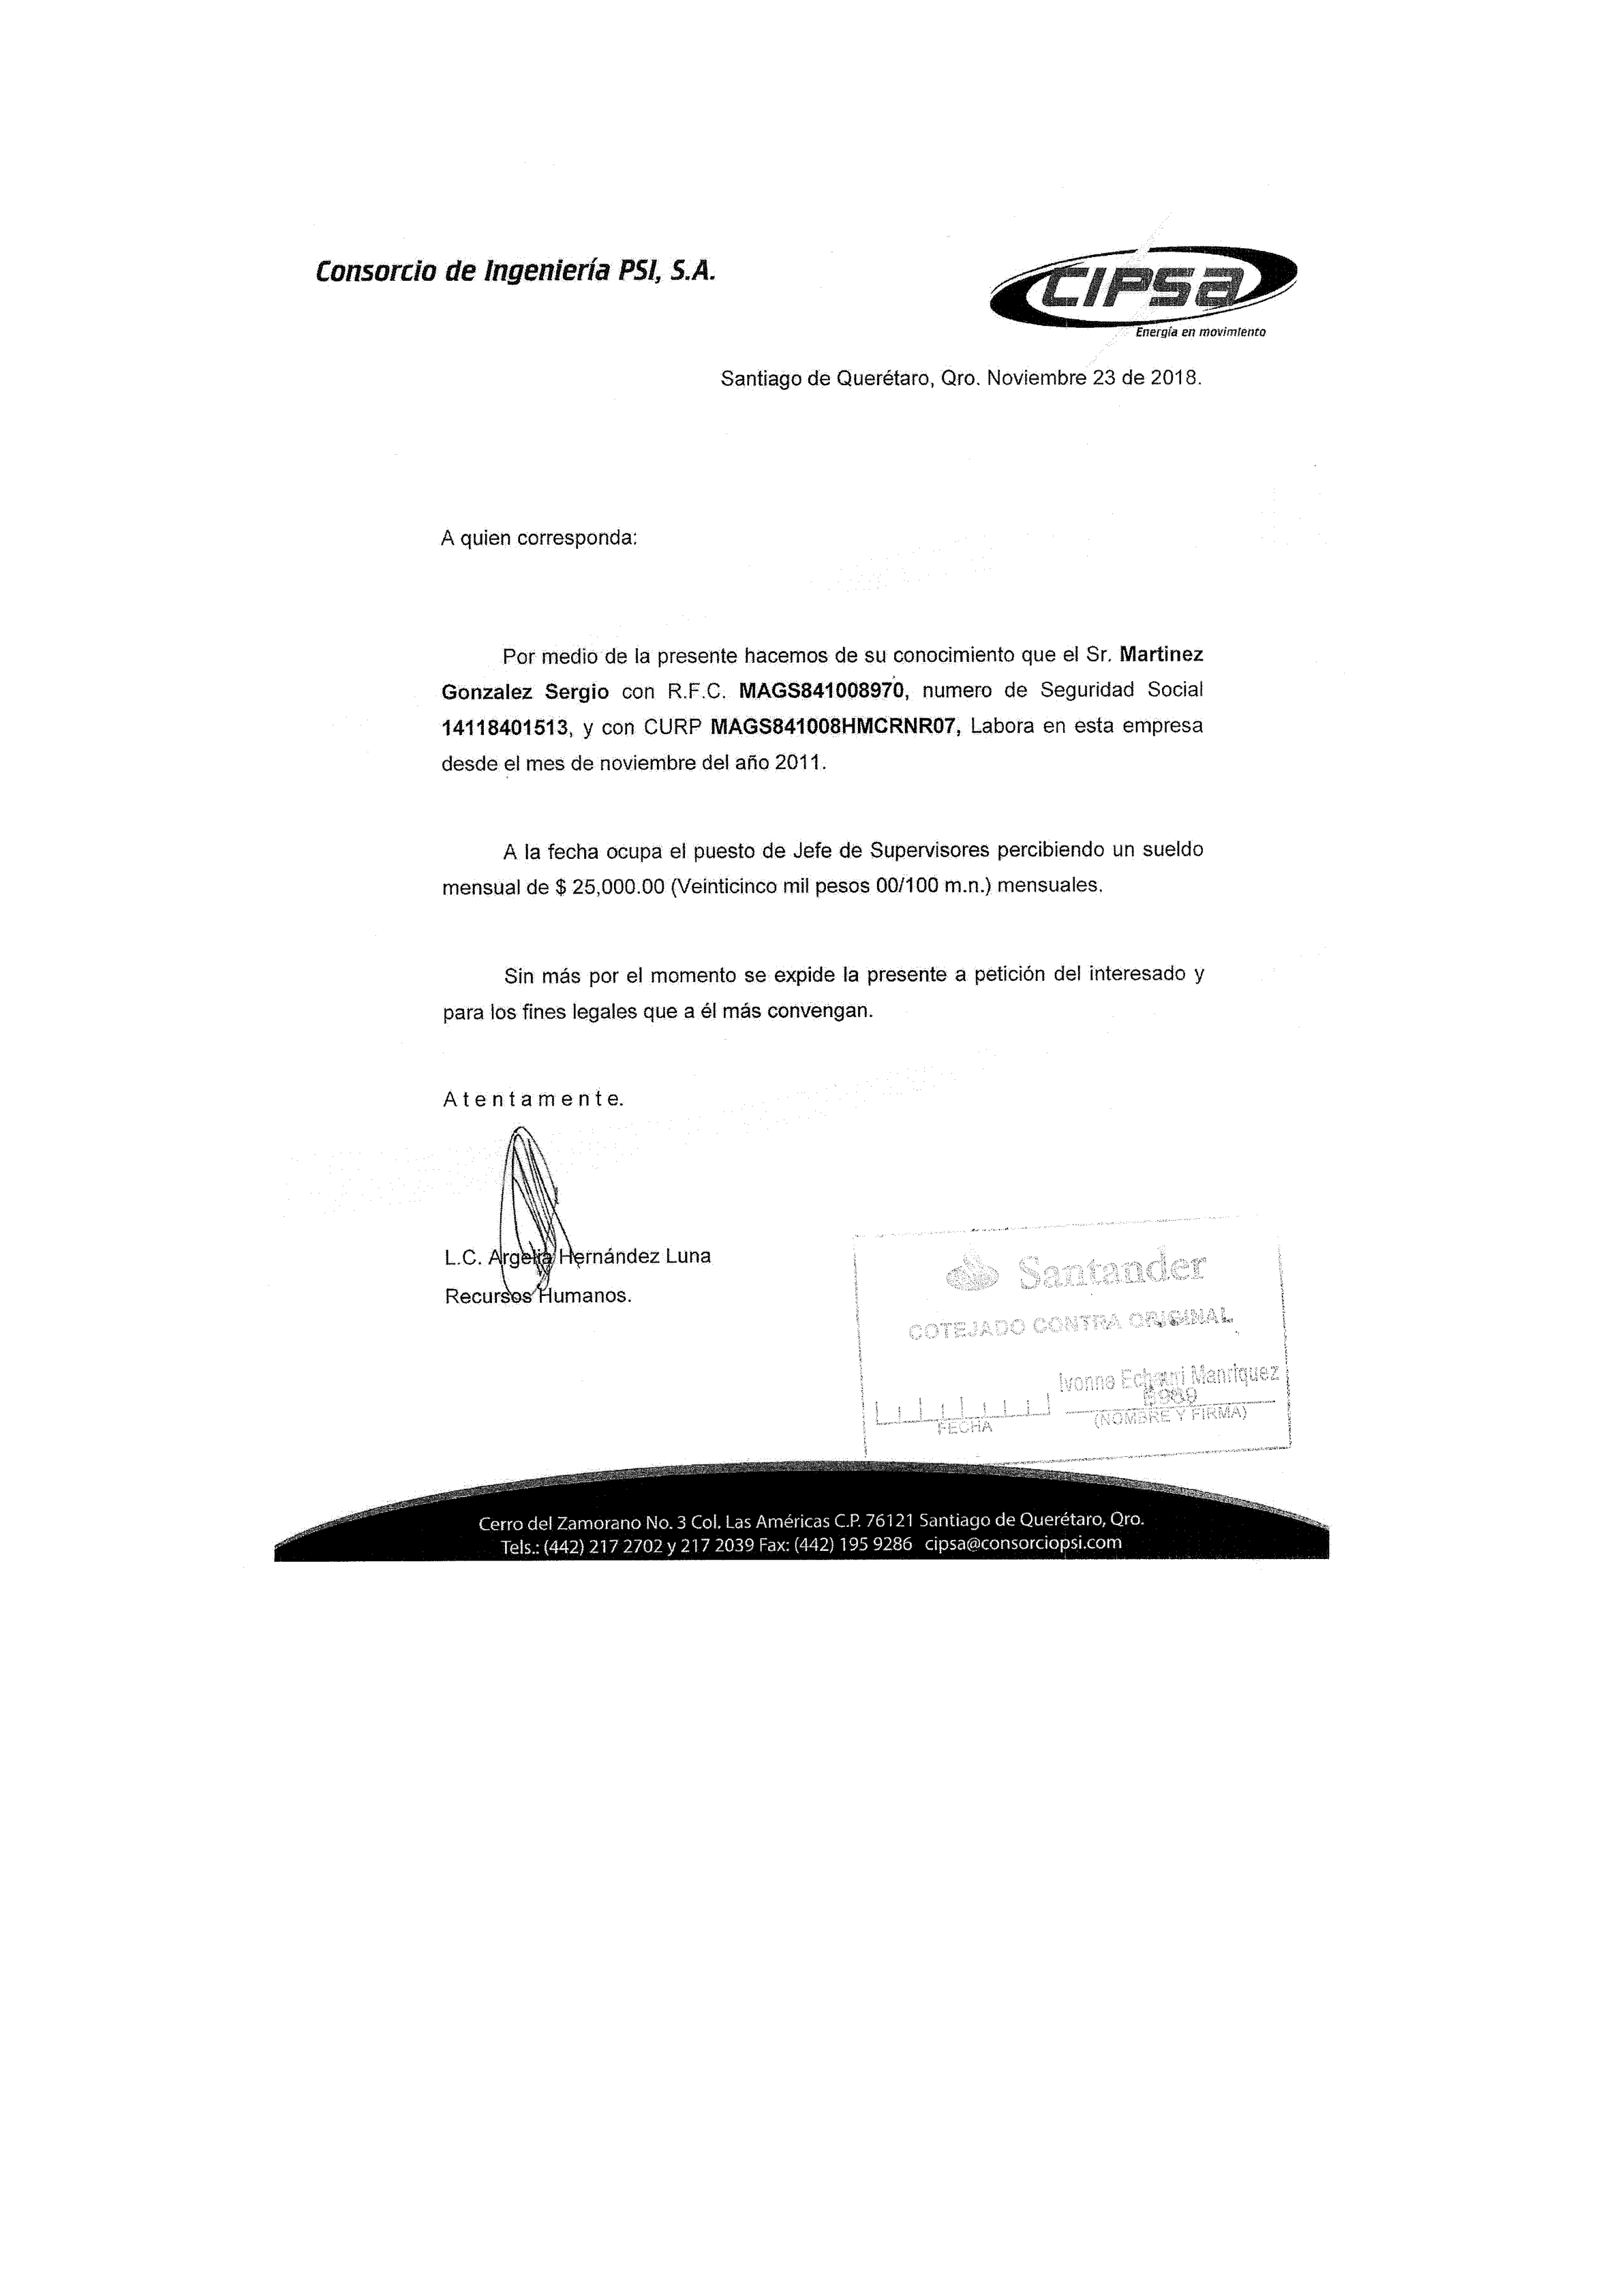 Consorcio de Ingeniería PSI, S.A.
CIPSa
Energía en movimiento
Santiago de Querétaro, Qro. Noviembre 23 de 2018.
A quien corresponda:
Por medio de la presente hacemos de su conocimiento que el Sr. Martinez
Gonzalez Sergio con R.F.C. MAGS841008970, numero de Seguridad Social
14118401513, y con CURP MAGS841008HMCRNR07, Labora en esta empresa
desde el mes de noviembre del año 2011.
A la fecha ocupa el puesto de Jefe de Supervisores percibiendo un sueldo
mensual de $ 25,000.00 (Veinticinco mil pesos 00/100 m.n.) mensuales.
Sin más por el momento se expide la presente a petición del interesado y
para los fines legales que a él más convengan.
A t e n t a m e n t e.
L.C. Argelia Hernández Luna
Recursos Humanos.
Santander
COTEJADO CONTRA ORIGINAL
Ivonne Manriquez
FECHA
(NOMBRE Y FIRMA)
Cerro del Zamorano No. 3 Col. Las Américas C.P. 76121 Santiago de Querétaro, Qro.
Tels.: (442) 217 2702 y 217 2039 Fax: (442) 195 9286 cipsa@consorciopsi.com